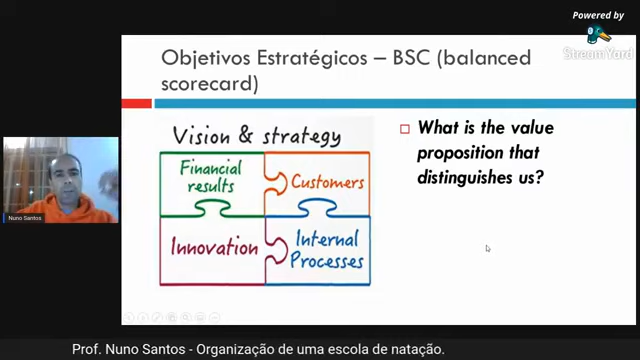 Powered by
StreamYard
Objetivos Estratégicos – BSC (balanced
scorecard)
Vision & strategy
Financial
results
Customers
Innovation
Internal
Processes
What is the value
proposition that
distinguishes us?
Nuno Santos
Prof. Nuno Santos - Organização de uma escola de natação.